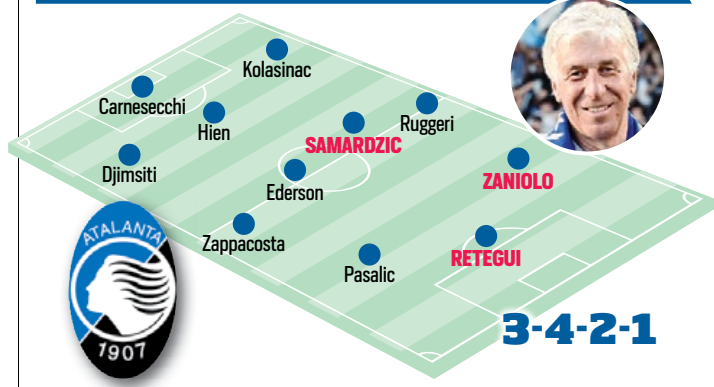 Kolasinac
Carnesecchi
Hien
Ruggeri
SAMARDZIC
Djimsiti
ZANIOLO
Ederson
Zappacosta
Pasalic
RETEGUI
ATALANTA
1907
3-4-2-1